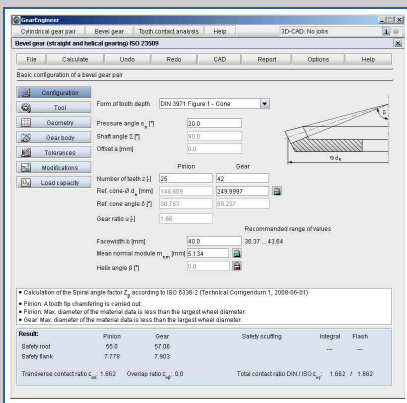 GearEngineer
Cylindrical gear pair Bevel gear Tooth contact analysis Help 3D-CAD: No jobs
Bevel gear (straight and helical gearing) ISO 23509
File Calculate Undo Redo CAD Report Options Help
Basic configuration of a bevel gear pair
Configuration
Tool
Geometry
Gear body
Tolerances
Modifications
Load capacity
Form of tooth depth DIN 3971 Figure 1 - Cone
Pressure angle αn [°] 20.0
Shaft angle Σ [°] 90.0
Offset a [mm] 0.0
Pinion Gear
Number of teeth z [-] 25 42
Ref. cone-Ø de [mm] 148.809 249.9997
Ref. cone angle δ [°] 30.763 59.237
Gear ratio u [-] 1.68
Recommended range of values
Facewidth b [mm] 40.0 36.37 ... 43.64
Mean normal module mmn [mm] 5.134
Helix angle β [°] 0.0
δ
Ø de
• Calculation of the Spiral angle factor Zβ according to ISO 6336-2 (Technical Corrigendum 1, 2008-06-01)
• Pinion: A tooth tip chamfering is carried out.
• Pinion: Max. diameter of the material data is less than the largest wheel diameter.
• Gear: Max. diameter of the material data is less than the largest wheel diameter.
Result: Pinion Gear Safety scuffing Integral Flash
Safety root 55.0 57.06 --- ---
Safety flank 7.778 7.903
Transverse contact ratio εvα: 1.662 Overlap ratio εvβ: 0.0 Total contact ratio DIN / ISO εvγ: 1.662 / 1.662